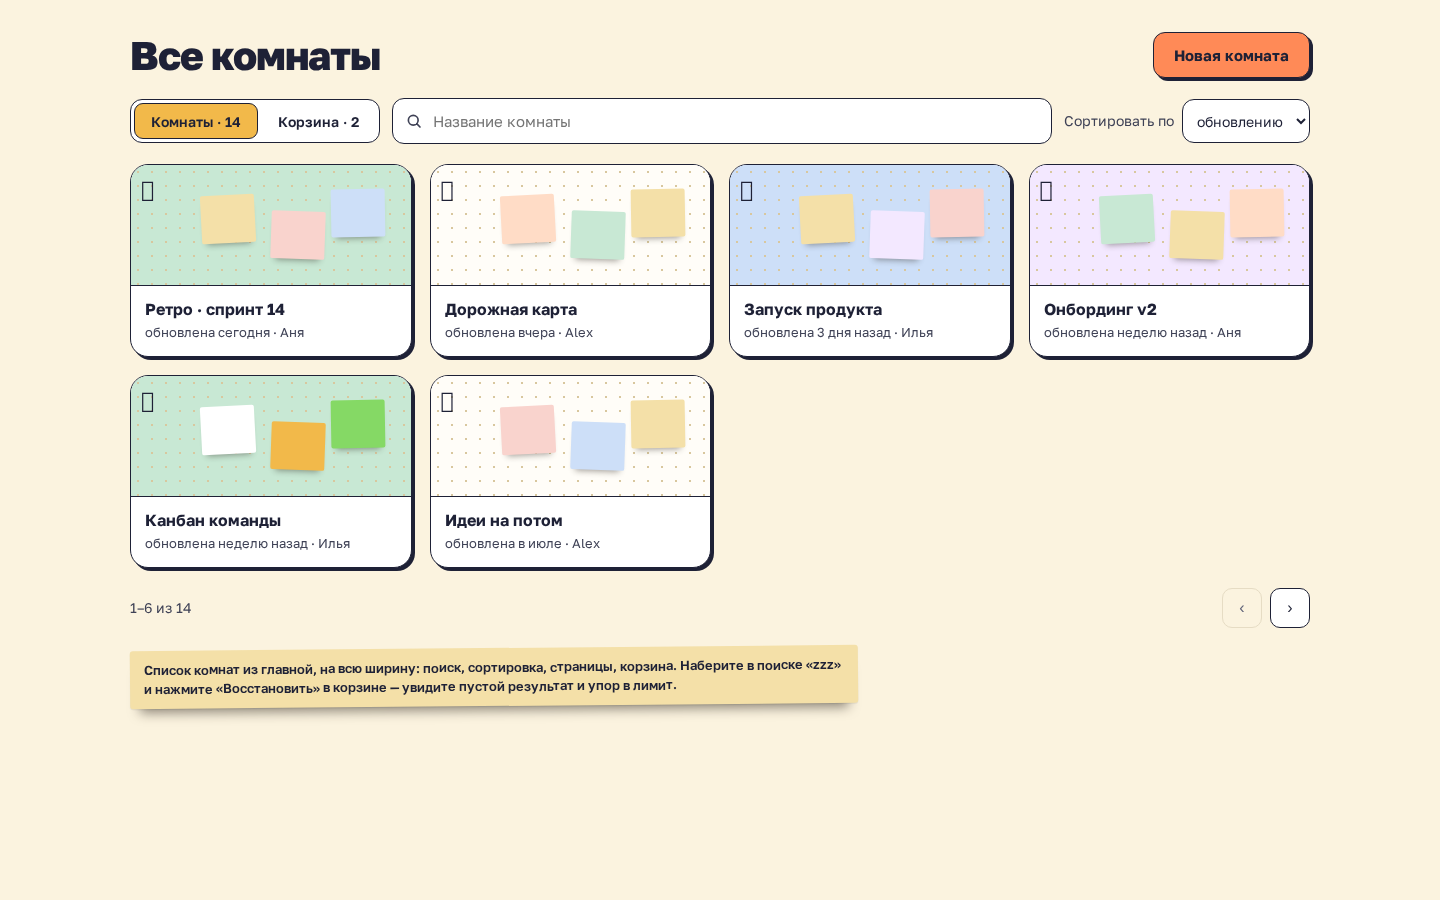 Все комнаты
Новая комната
Комнаты · 14
Корзина · 2
Название комнаты
Сортировать по
обновлению
Ретро · спринт 14
обновлена сегодня · Аня
Дорожная карта
обновлена вчера · Alex
Запуск продукта
обновлена 3 дня назад · Илья
Онбординг v2
обновлена неделю назад · Аня
Канбан команды
обновлена неделю назад · Илья
Идеи на потом
обновлена в июле · Alex
1–6 из 14
‹
›
Список комнат из главной, на всю ширину: поиск, сортировка, страницы, корзина. Наберите в поиске «zzz»
и нажмите «Восстановить» в корзине — увидите пустой результат и упор в лимит.